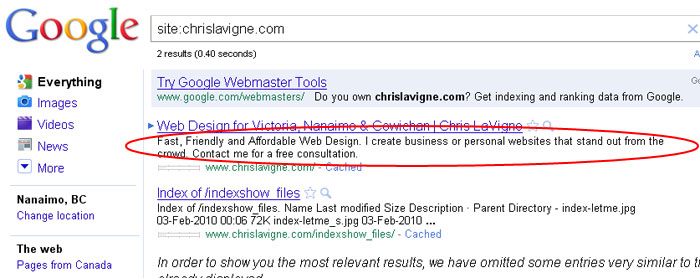 Google
site:chrislavigne.com
2 results (0.40 seconds)
Everything
Images
Videos
News
More
Nanaimo, BC
Change location
The web
Pages from Canada
Try Google Webmaster Tools
www.google.com/webmasters/ Do you own chrislavigne.com? Get indexing and ranking data from Google.
Web Design for Victoria, Nanaimo & Cowichan | Chris LaVigne
Fast, Friendly and Affordable Web Design. I create business or personal websites that stand out from the
crowd. Contact me for a free consultation.
www.chrislavigne.com/ - Cached
Index of /indexshow_files
Index of /indexshow_files. Name Last modified Size Description · Parent Directory - index-letme.jpg
03-Feb-2010 00:06 72K index-letme_s.jpg 03-Feb-2010 ...
www.chrislavigne.com/indexshow_files/ - Cached
In order to show you the most relevant results, we have omitted some entries very similar to
already displayed